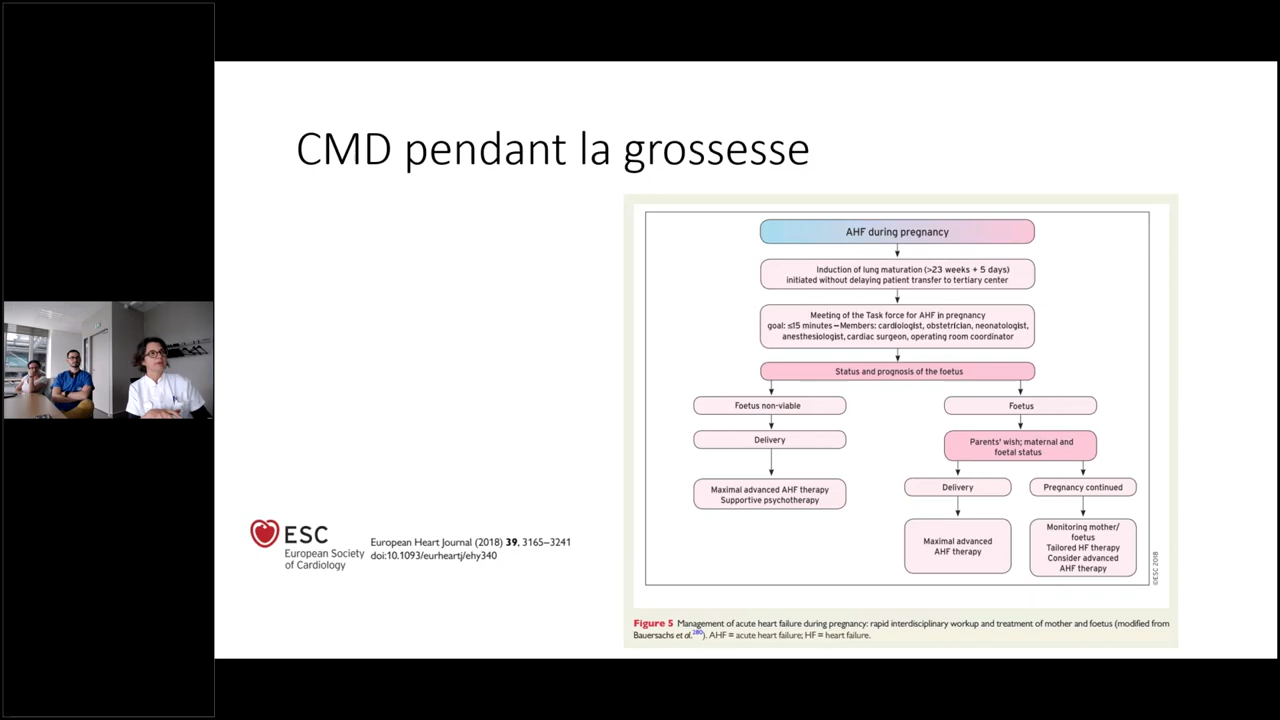 CMD pendant la grossesse
AHF during pregnancy
Induction of lung maturation (>23 weeks + 5 days)
initiated without delaying patient transfer to tertiary center
Meeting of the Task force for AHF in pregnancy
goal: ≤15 minutes – Members: cardiologist, obstetrician, neonatologist,
anesthesiologist, cardiac surgeon, operating room coordinator
Status and prognosis of the foetus
Foetus non-viable
Delivery
Maximal advanced AHF therapy
Supportive psychotherapy
Foetus
Parents' wish; maternal and
foetal status
Delivery
Maximal advanced
AHF therapy
Pregnancy continued
Monitoring mother/
foetus
Tailored HF therapy
Consider advanced
AHF therapy
©ESC 2018
ESC
European Society
of Cardiology
European Heart Journal (2018) 39, 3165–3241
doi:10.1093/eurheartj/ehy340
Figure 5 Management of acute heart failure during pregnancy: rapid interdisciplinary workup and treatment of mother and foetus (modified from
Bauersachs et al.280). AHF = acute heart failure; HF = heart failure.